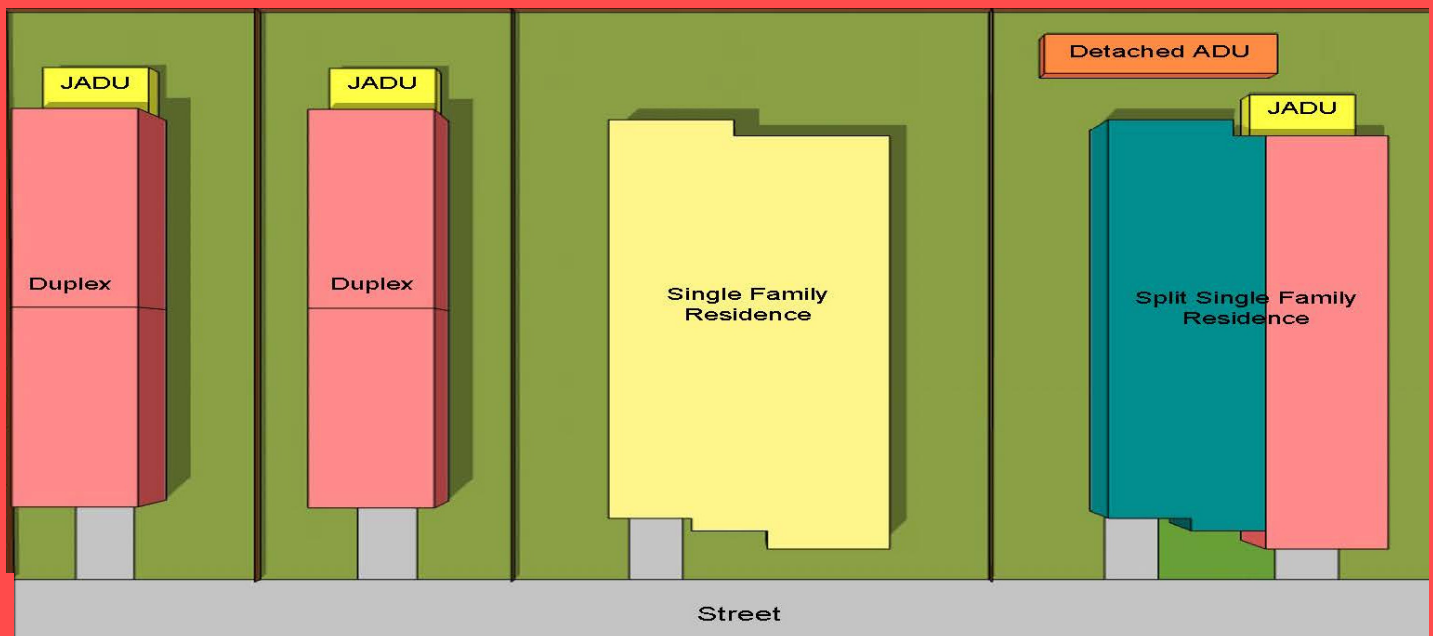 Detached ADU
JADU
JADU
JADU
Duplex
Duplex
Single Family
Residence
Split Single Family
Residence
Street